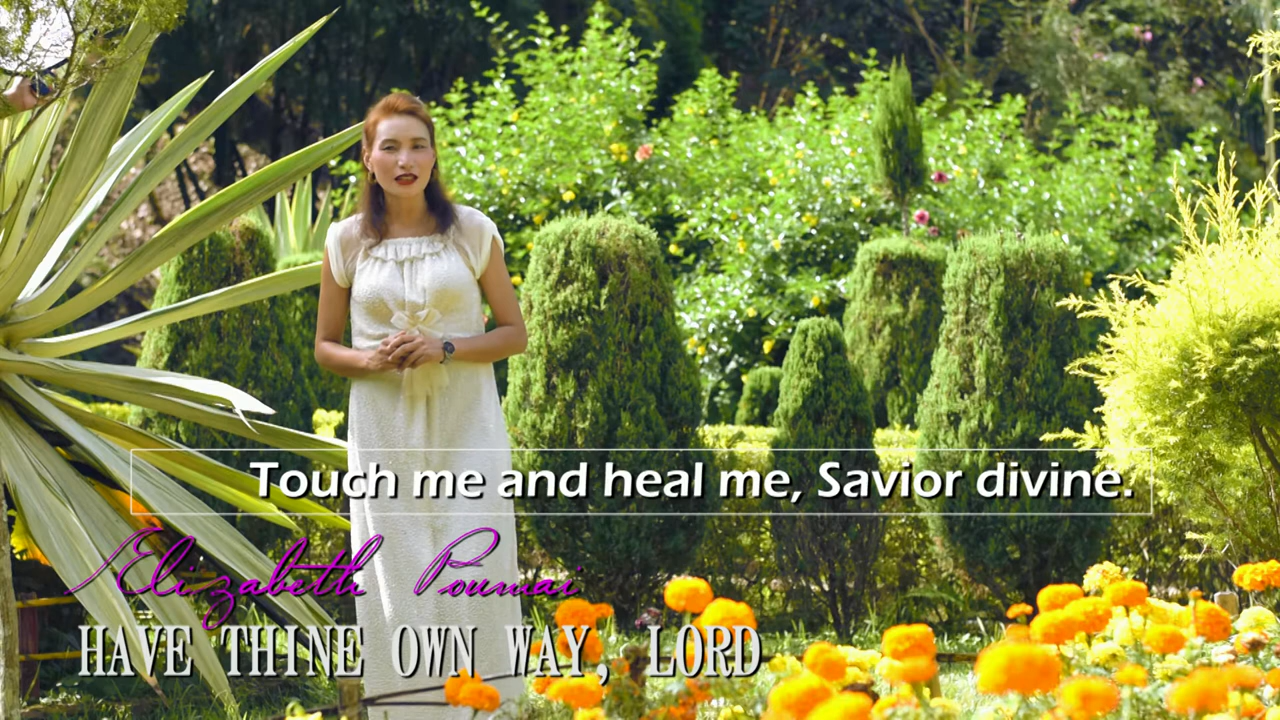 Touch me and heal me, Savior divine.
Elizabeth Poumai
HAVE THINE OWN WAY, LORD